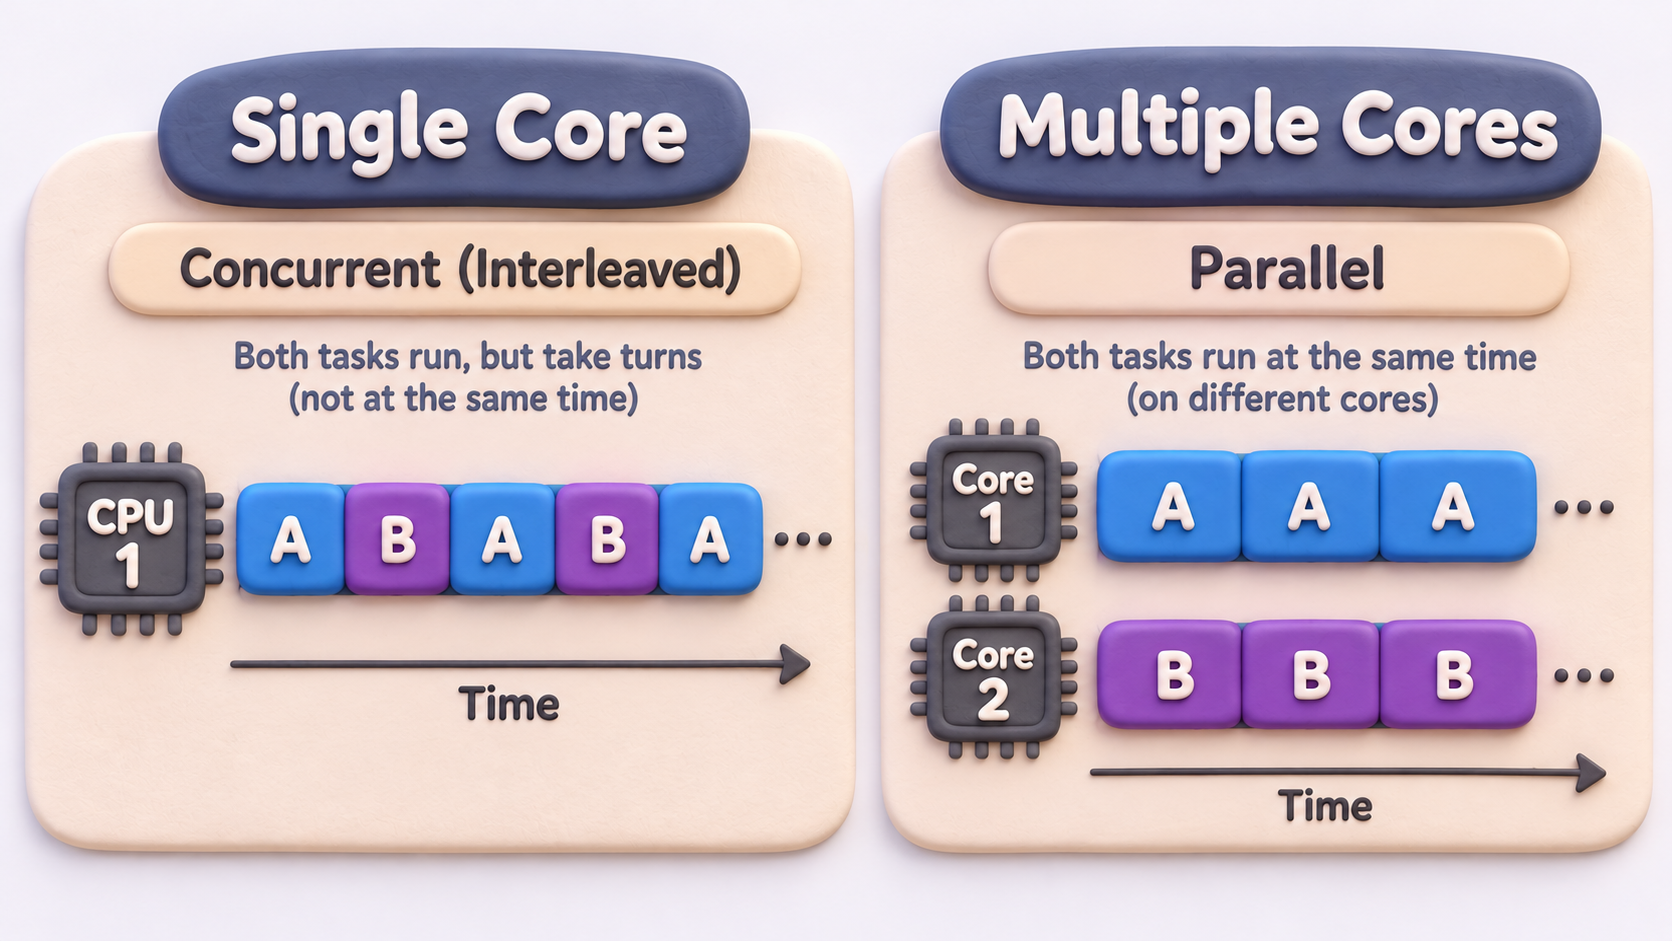 Single Core
Concurrent (Interleaved)
Both tasks run, but take turns
(not at the same time)
CPU
1
A B A B A ...
Time
Multiple Cores
Parallel
Both tasks run at the same time
(on different cores)
Core
1
A A A ...
Core
2
B B B ...
Time